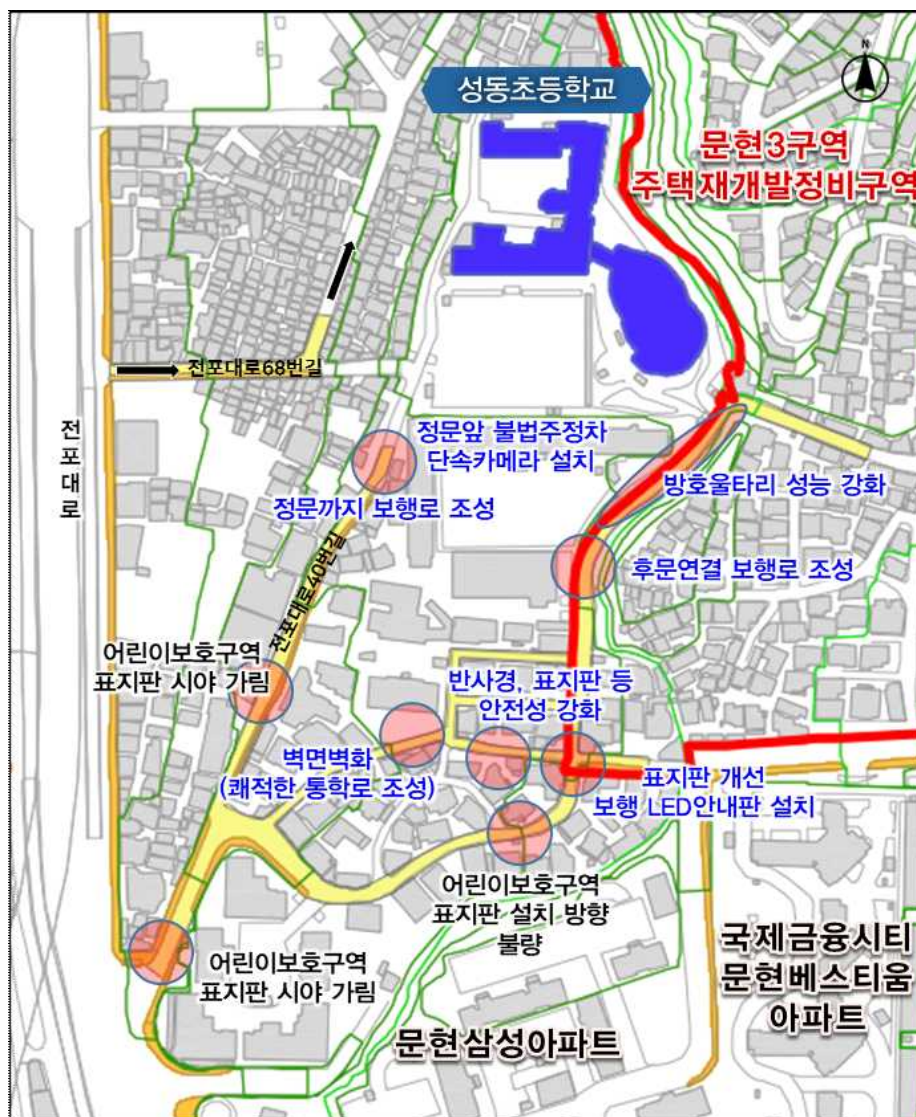 N
성동초등학교
문현3구역
주택재개발정비구역
전포대로68번길
전포대로
정문앞 불법주정차
단속카메라 설치
방호울타리 성능 강화
정문까지 보행로 조성
후문연결 보행로 조성
전포대로40번길
어린이보호구역
표지판 시야 가림
반사경, 표지판 등
안전성 강화
벽면벽화
(쾌적한 통학로 조성)
표지판 개선
보행 LED안내판 설치
어린이보호구역
표지판 설치 방향
불량
어린이보호구역
표지판 시야 가림
국제금융시티
문현베스티움
아파트
문현삼성아파트